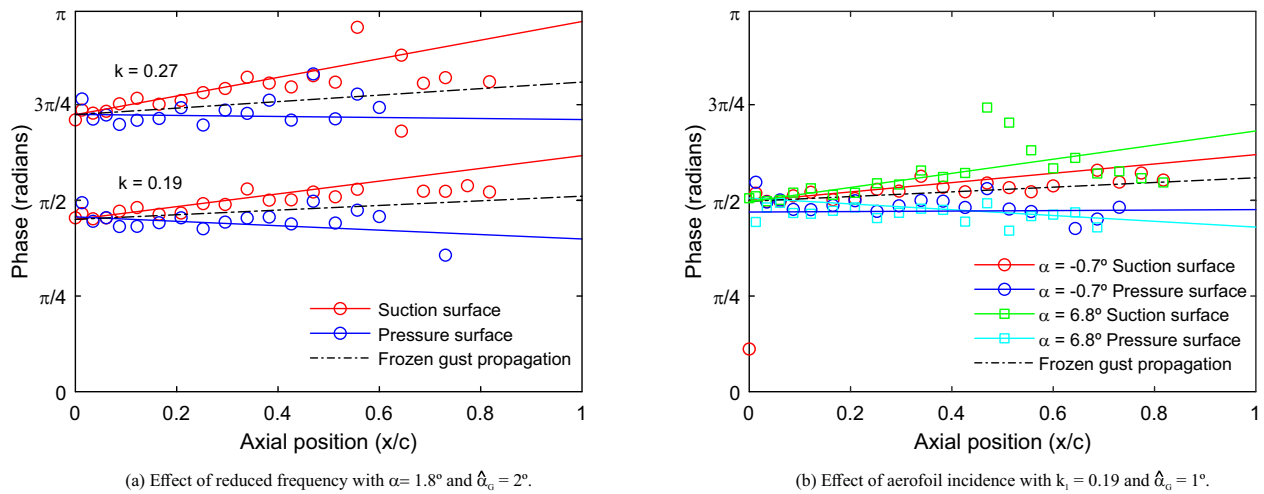 π
3π/4
π/2
π/4
0
Phase (radians)
k = 0.27
k = 0.19
Suction surface
Pressure surface
Frozen gust propagation
0 0.2 0.4 0.6 0.8 1
Axial position (x/c)
(a) Effect of reduced frequency with α= 1.8º and α̂G = 2º.
π
3π/4
π/2
π/4
0
Phase (radians)
α = -0.7º Suction surface
α = -0.7º Pressure surface
α = 6.8º Suction surface
α = 6.8º Pressure surface
Frozen gust propagation
0 0.2 0.4 0.6 0.8 1
Axial position (x/c)
(b) Effect of aerofoil incidence with k₁ = 0.19 and α̂G = 1º.